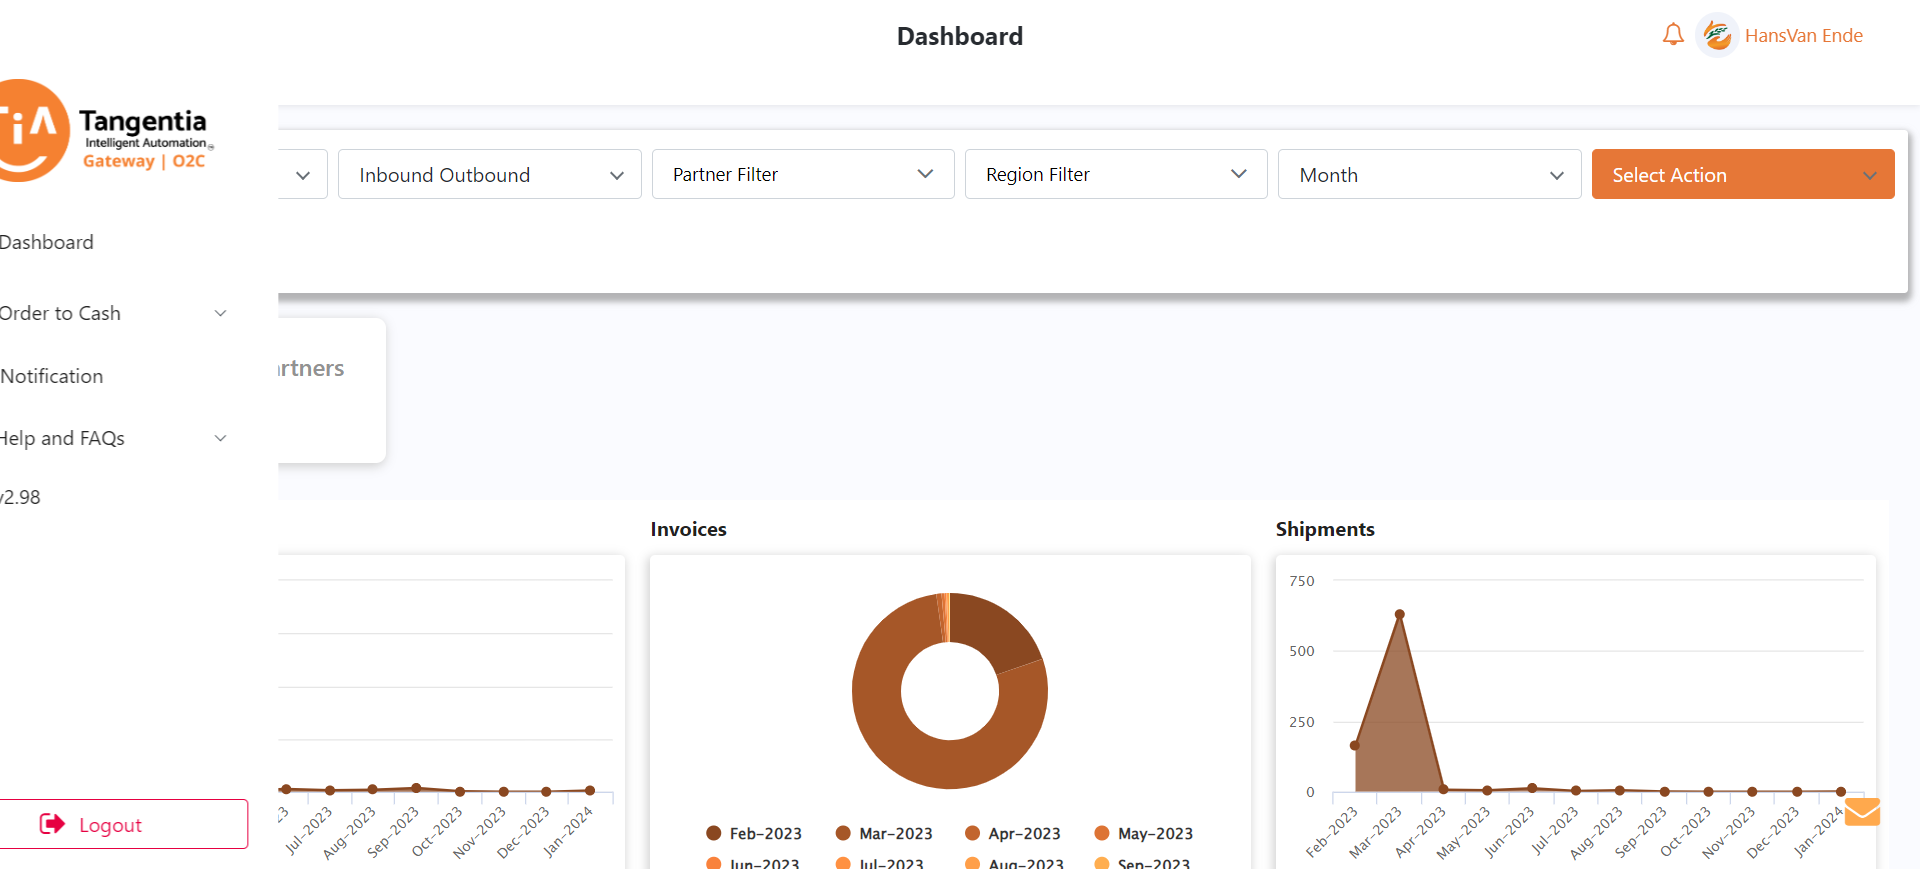 Dashboard
HansVan Ende
TiA
Tangentia
Intelligent Automation
Gateway | O2C
Inbound Outbound
Partner Filter
Region Filter
Month
Select Action
Dashboard
Order to Cash
Notification
Help and FAQs
v2.98
Logout
rtners
Invoices
Shipments
Jul-2023
Aug-2023
Sep-2023
Oct-2023
Nov-2023
Dec-2023
Jan-2024
Feb-2023 Mar-2023 Apr-2023 May-2023
Jun-2023 Jul-2023 Aug-2023 Sep-2023
750
500
250
0
Feb-2023
Mar-2023
Apr-2023
May-2023
Jun-2023
Jul-2023
Aug-2023
Sep-2023
Oct-2023
Nov-2023
Dec-2023
Jan-2024